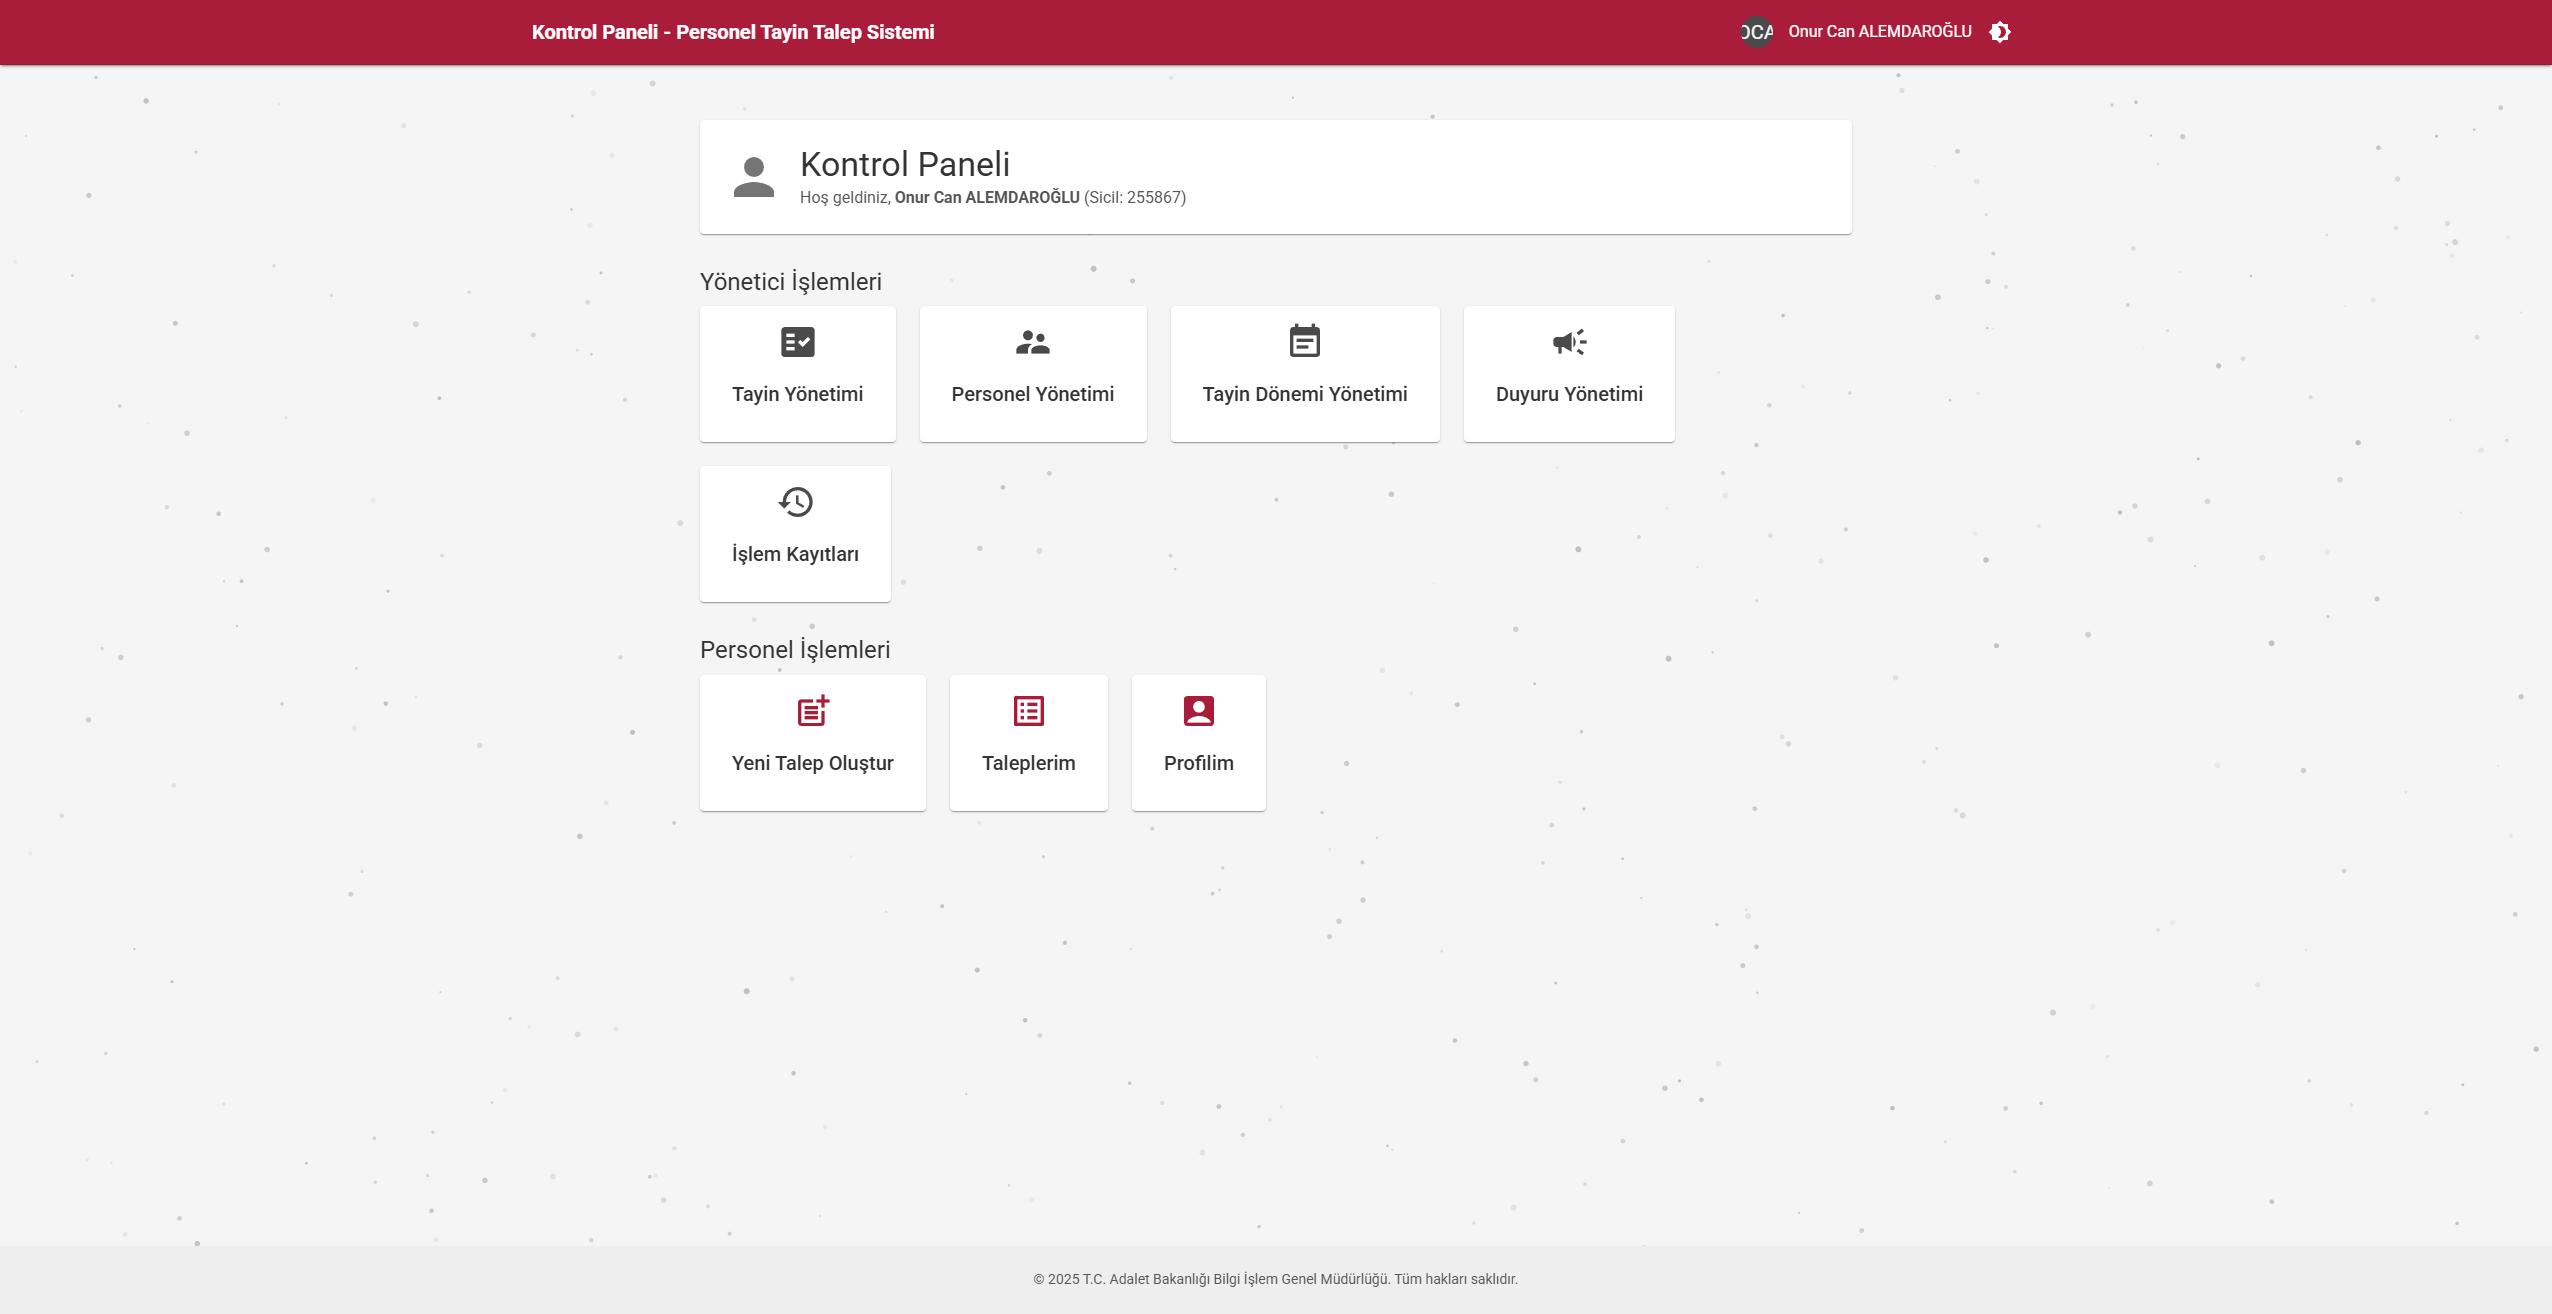 Kontrol Paneli - Personel Tayin Talep Sistemi
OCA
Onur Can ALEMDAROĞLU
Kontrol Paneli
Hoş geldiniz, Onur Can ALEMDAROĞLU (Sicil: 255867)
Yönetici İşlemleri
Tayin Yönetimi
Personel Yönetimi
Tayin Dönemi Yönetimi
Duyuru Yönetimi
İşlem Kayıtları
Personel İşlemleri
Yeni Talep Oluştur
Taleplerim
Profilim
© 2025 T.C. Adalet Bakanlığı Bilgi İşlem Genel Müdürlüğü. Tüm hakları saklıdır.